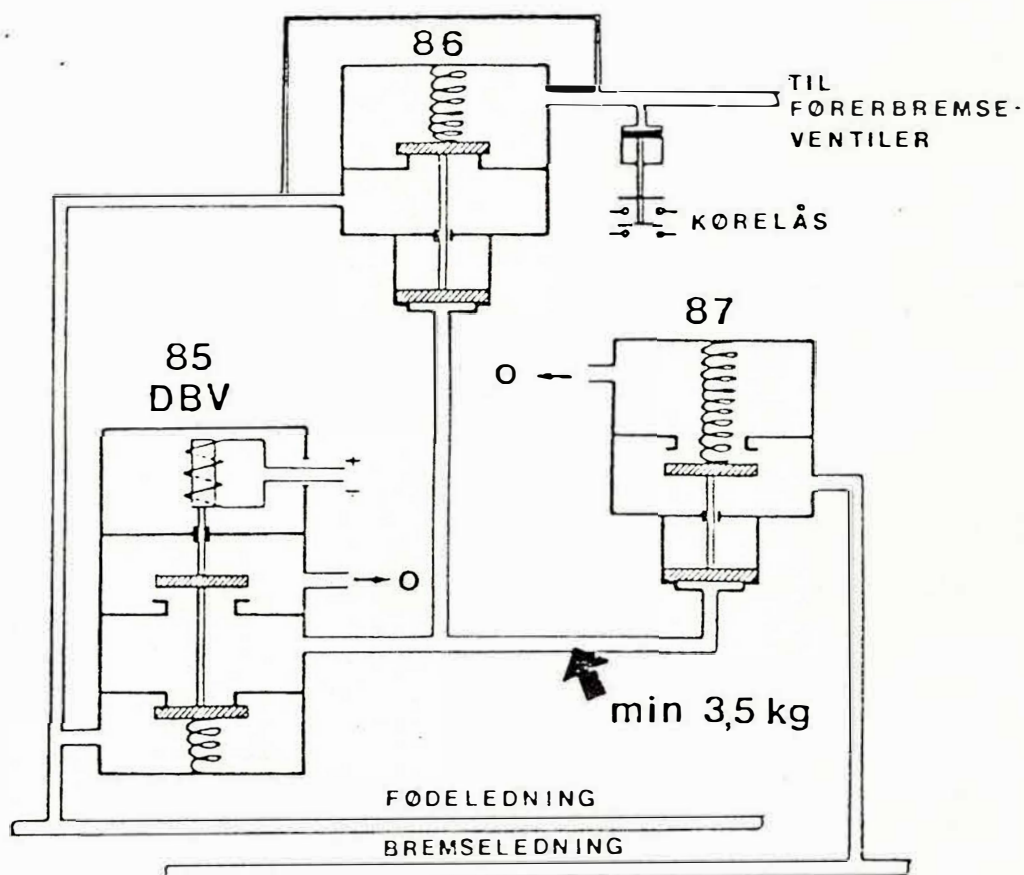 86
TIL
FØRERBREMSE-
VENTILER
KØRELÅS
87
O
85
DBV
+
-
O
min 3,5 kg
FØDELEDNING
BREMSELEDNING